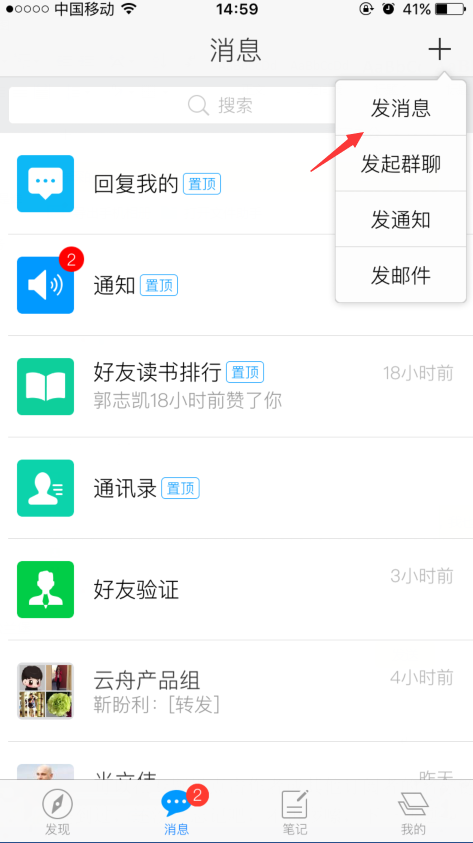 中国移动 14:59 41%
消息
搜索
发消息
发起群聊
发通知
发邮件
回复我的 置顶
2
通知 置顶
好友读书排行 置顶 18小时前
郭志凯18小时前赞了你
通讯录 置顶
好友验证 3小时前
云舟产品组 4小时前
靳盼利：[转发]
昨天
2
发现 消息 笔记 我的